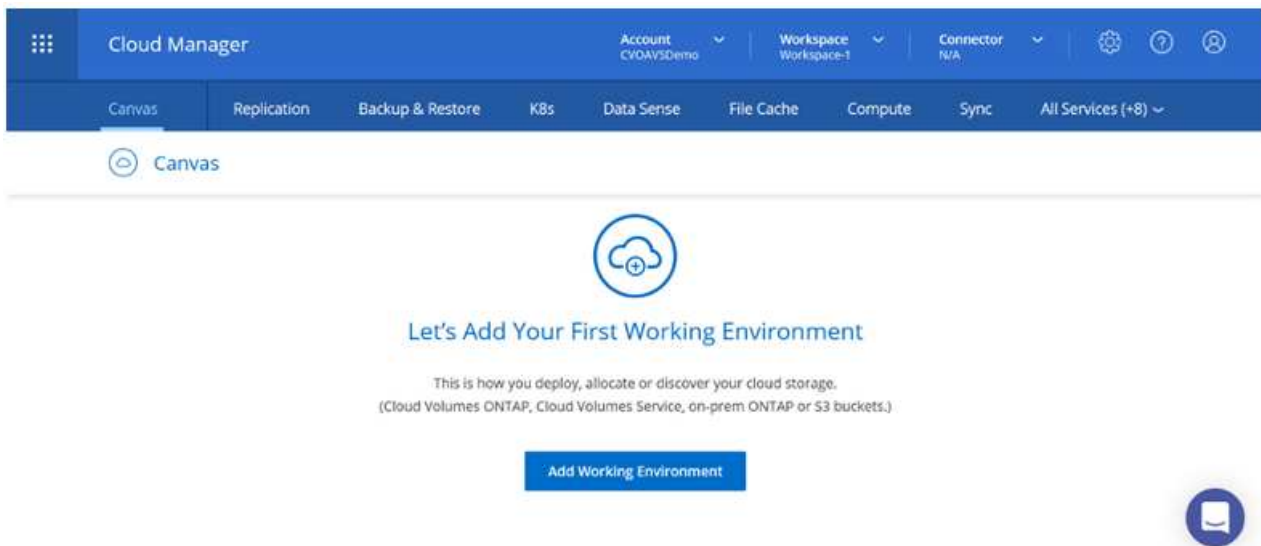 Cloud Manager
Account
CVOAVSDemo
Workspace
Workspace-1
Connector
N/A
Canvas
Replication
Backup & Restore
K8s
Data Sense
File Cache
Compute
Sync
All Services (+8)
Canvas
Let's Add Your First Working Environment
This is how you deploy, allocate or discover your cloud storage.
(Cloud Volumes ONTAP, Cloud Volumes Service, on-prem ONTAP or S3 buckets.)
Add Working Environment